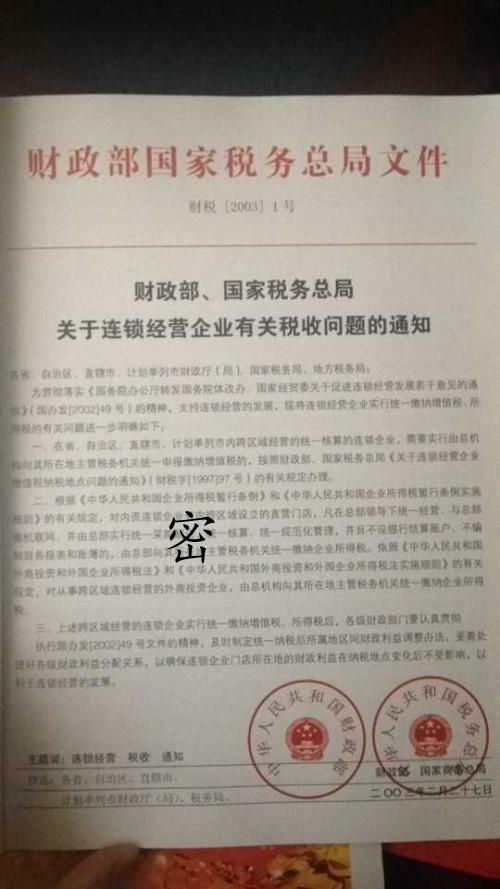 财政部国家税务总局文件
财税［2003］1号
财政部、国家税务总局
关于连锁经营企业有关税收问题的通知
各省、自治区、直辖市、计划单列市财政厅（局）、国家税务局、地方税务局：
为贯彻落实《国务院办公厅转发国务院体改办、国家经贸委关于促进连锁经营发展若干意见的通
知》（国办发[2002]49号）的精神，支持连锁经营的发展，现将连锁企业实行统一缴纳增值税、所
得税的有关问题进一步明确如下：
一、在省、自治区、直辖市、计划单列市内跨区域经营的统一核算的连锁企业，需要实行由总机
构向其所在地主管税务机关统一申报缴纳增值税的，按照财政部、国家税务总局《关于连锁经营企业
增值税纳税地点问题的通知》（财税字[1997]97号）的有关规定办理。
二、根据《中华人民共和国企业所得税暂行条例》和《中华人民共和国企业所得税暂行条例实施
细则》的有关规定，对内资连锁企业 内跨区域设立的直营门店，凡在总部领导下统一经营、与总部
微机联网、并由总部实行统一采 统一核算、统一规范化管理，并且不设银行结算账户、不编
制财务报表和账簿的，由总部向其 主管税务机关统一缴纳企业所得税。依照《中华人民共和国
外商投资和外国企业所得税法》和《中华人民共和国外商投资和外国企业所得税法实施细则》的有关
规定，对从事跨区域连锁经营的外商投资企业，由总机构向其所在地主管税务机关统一缴纳企业所得
税。
密
三、上述跨区域经营的连锁企业实行统一缴纳增值税、所得税后，各级财政部门要认真贯彻
执行国办发[2002]49号文件的精神，及时制定统一纳税后所属地区间财政利益调整办法，妥善处
理好各级财政利益分配关系，以确保连锁企业门店所在地的财政利益在纳税地点变化后不受影响，以
利于连锁经营的发展。
中华人民共和国财政部
中华人民共和国国家税务总局
主题词：连锁经营 税收 通知
财政部 国家税务总局
抄送：各省、自治区、直辖市、
二〇〇三年二月二十七日
计划单列市财政厅（局）、税务局。